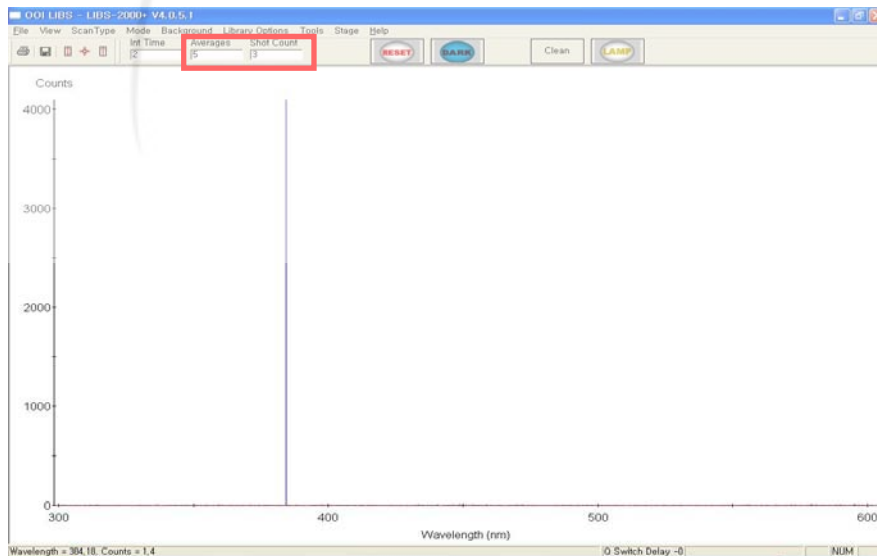 OOI LIBS - LIBS-2000+ V4.0.5.1
File View ScanType Mode Background Library Options Tools Stage Help
Int Time Averages Shot Count
2 5 3 RESET DARK Clean LAMP
Counts
4000
3000
2000
1000
0
300 400 500 600
Wavelength (nm)
Wavelength = 384,18, Counts = 1,4 Q Switch Delay -0 NUM